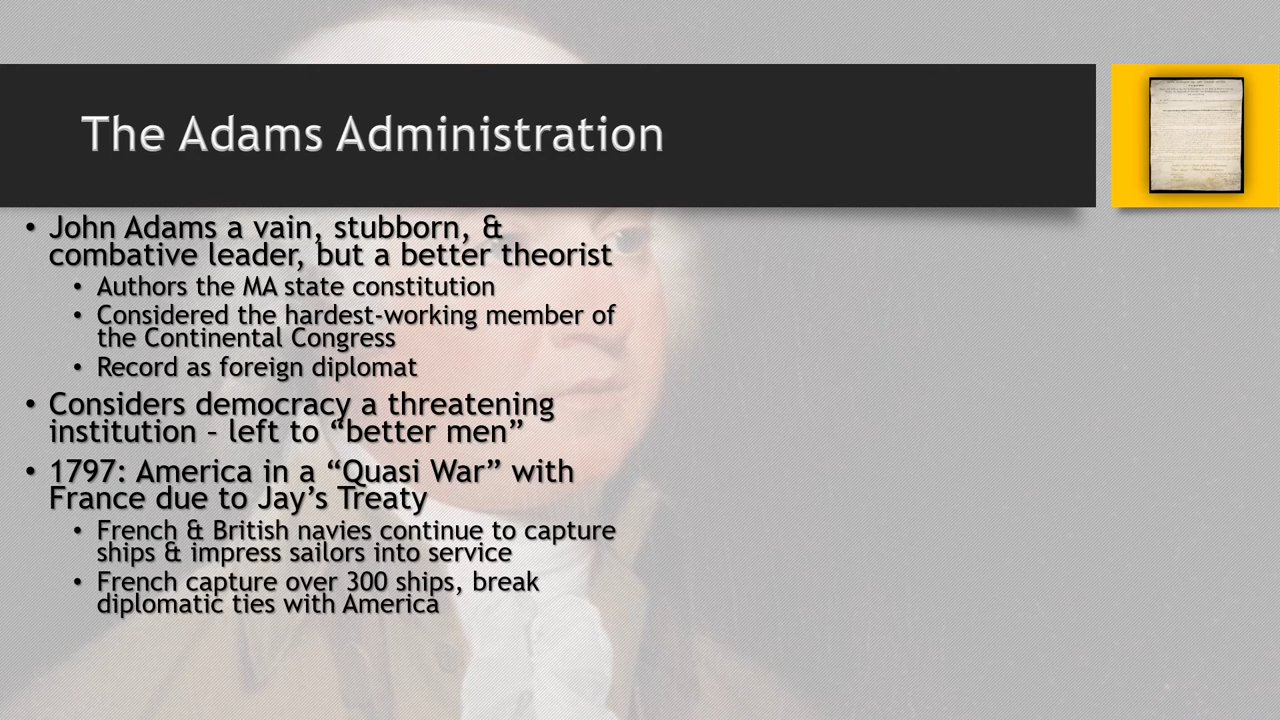 The Adams Administration
• John Adams a vain, stubborn, &
combative leader, but a better theorist
• Authors the MA state constitution
• Considered the hardest-working member of
the Continental Congress
• Record as foreign diplomat
• Considers democracy a threatening
institution – left to “better men”
• 1797: America in a “Quasi War” with
France due to Jay’s Treaty
• French & British navies continue to capture
ships & impress sailors into service
• French capture over 300 ships, break
diplomatic ties with America